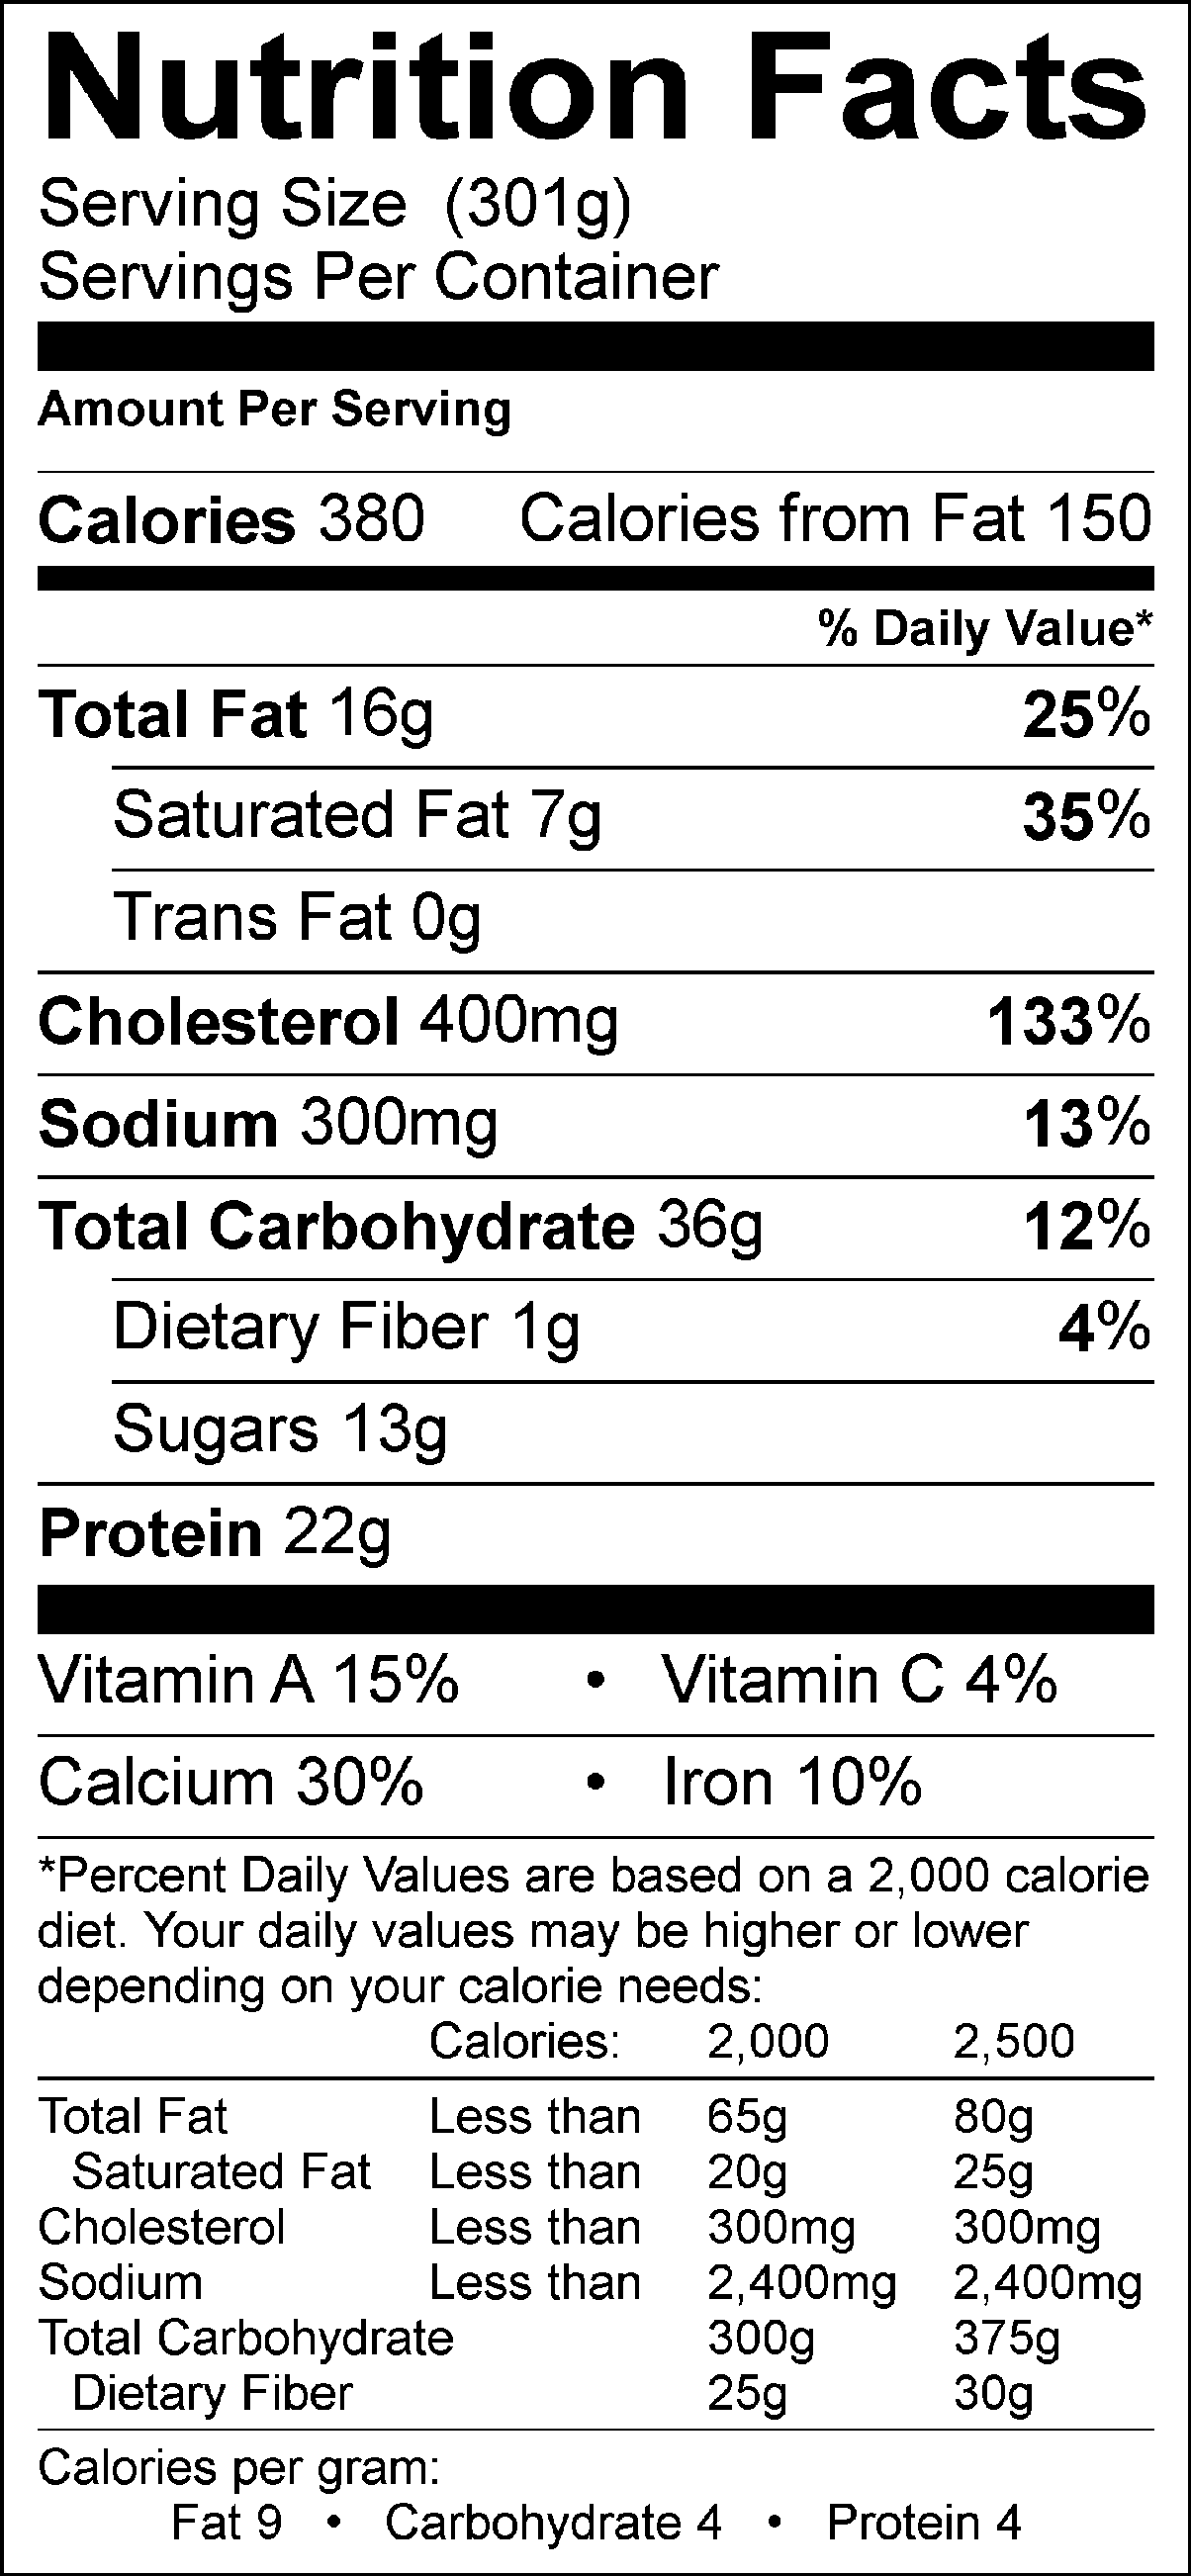 Nutrition Facts
Serving Size (301g)
Servings Per Container
Amount Per Serving
Calories 380 Calories from Fat 150
% Daily Value*
Total Fat 16g 25%
Saturated Fat 7g 35%
Trans Fat 0g
Cholesterol 400mg 133%
Sodium 300mg 13%
Total Carbohydrate 36g 12%
Dietary Fiber 1g 4%
Sugars 13g
Protein 22g
Vitamin A 15% • Vitamin C 4%
Calcium 30% • Iron 10%
*Percent Daily Values are based on a 2,000 calorie
diet. Your daily values may be higher or lower
depending on your calorie needs:
Calories: 2,000 2,500
Total Fat Less than 65g 80g
Saturated Fat Less than 20g 25g
Cholesterol Less than 300mg 300mg
Sodium Less than 2,400mg 2,400mg
Total Carbohydrate 300g 375g
Dietary Fiber 25g 30g
Calories per gram:
Fat 9 • Carbohydrate 4 • Protein 4